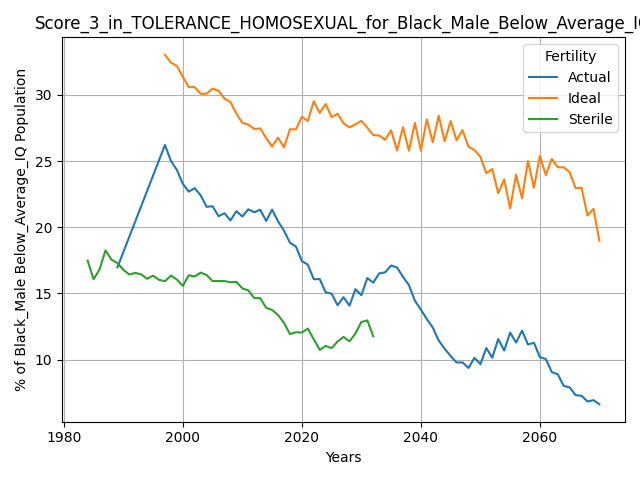 Score_3_in_TOLERANCE_HOMOSEXUAL_for_Black_Male_Below_Average_I
Fertility
Actual
Ideal
Sterile
% of Black_Male Below_Average_IQ Population
30
25
20
15
10
1980
2000
2020
2040
2060
Years